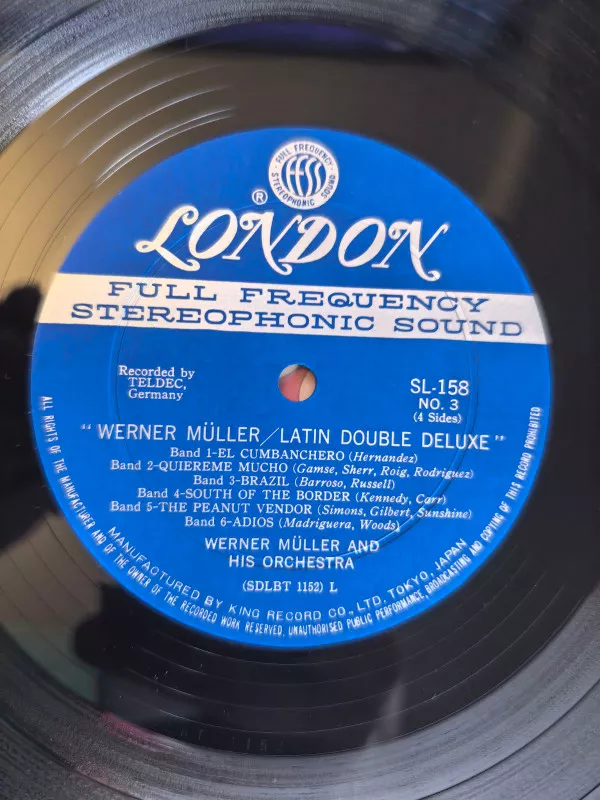 FULL FREQUENCY
ffss
STEREOPHONIC SOUND
®
LONDON
FULL FREQUENCY
STEREOPHONIC SOUND
Recorded by
TELDEC,
Germany
SL-158
NO. 3
(4 Sides)
"WERNER MÜLLER/LATIN DOUBLE DELUXE"
Band 1-EL CUMBANCHERO (Hernandez)
Band 2-QUIEREME MUCHO (Gamse, Sherr, Roig, Rodriguez)
Band 3-BRAZIL (Barroso, Russell)
Band 4-SOUTH OF THE BORDER (Kennedy, Carr)
Band 5-THE PEANUT VENDOR (Simons, Gilbert, Sunshine)
Band 6-ADIOS (Madriguera, Woods)
WERNER MÜLLER AND
HIS ORCHESTRA
(SDLBT 1152) L
MANUFACTURED BY KING RECORD CO., LTD. TOKYO, JAPAN
ALL RIGHTS OF THE MANUFACTURER AND OF THE OWNER OF THE RECORDED WORK RESERVED, UNAUTHORISED PUBLIC PERFORMANCE, BROADCASTING AND COPYING OF THIS RECORD PROHIBITED